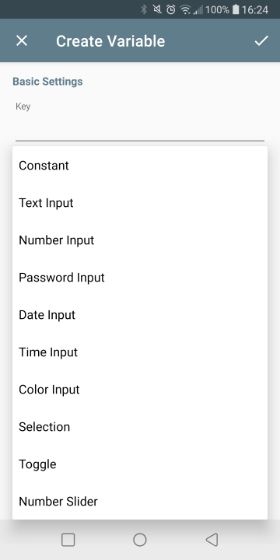 100% 16:24
Create Variable
Basic Settings
Key
Constant
Text Input
Number Input
Password Input
Date Input
Time Input
Color Input
Selection
Toggle
Number Slider